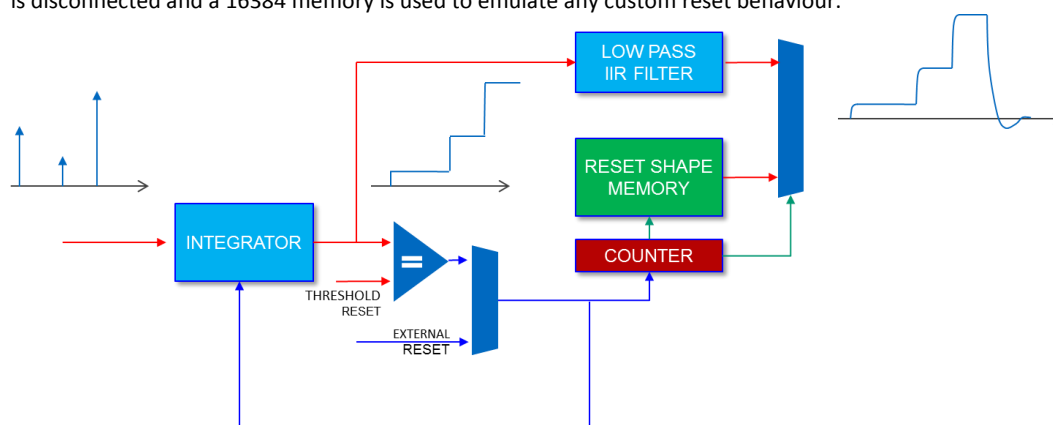 is disconnected and a 16384 memory is used to emulate any custom reset behaviour.
LOW PASS
IIR FILTER
RESET SHAPE
MEMORY
INTEGRATOR
=
COUNTER
THRESHOLD
RESET
EXTERNAL
RESET